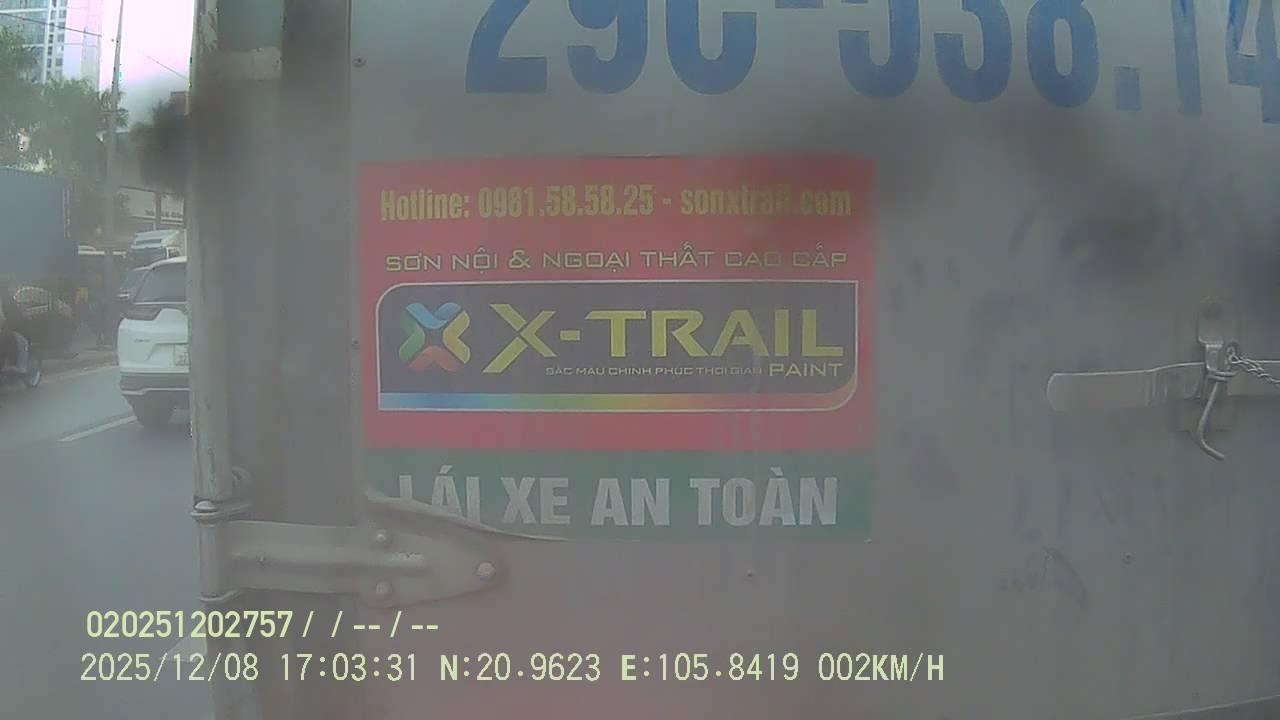 29C-538.14
Hotline: 0981.58.58.25 - sonxtrail.com
SƠN NỘI & NGOẠI THẤT CAO CẤP
X-TRAIL
SẮC MÀU CHINH PHỤC THỜI GIAN PAINT
LÁI XE AN TOÀN
020251202757 / / -- / --
2025/12/08 17:03:31 N:20.9623 E:105.8419 002KM/H